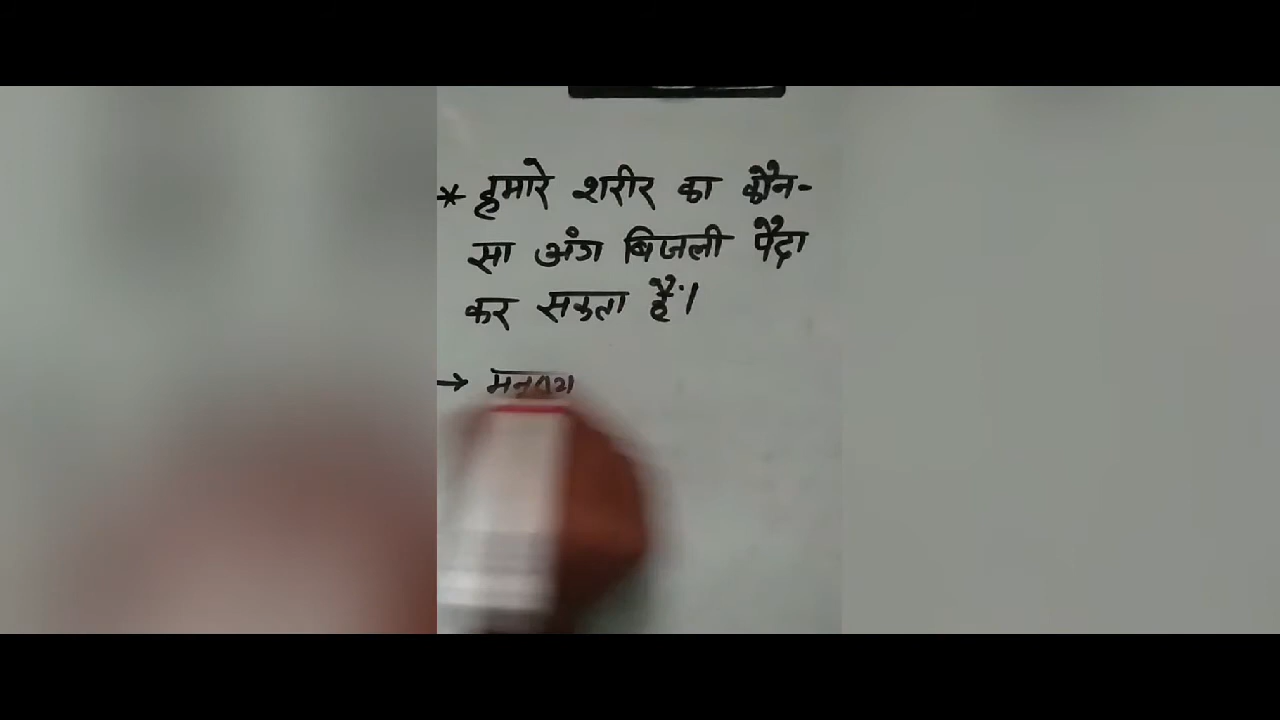 * हमारे शरीर का कौन-
सा अंग बिजली पैदा
कर सकता है।
→ मनुष्य